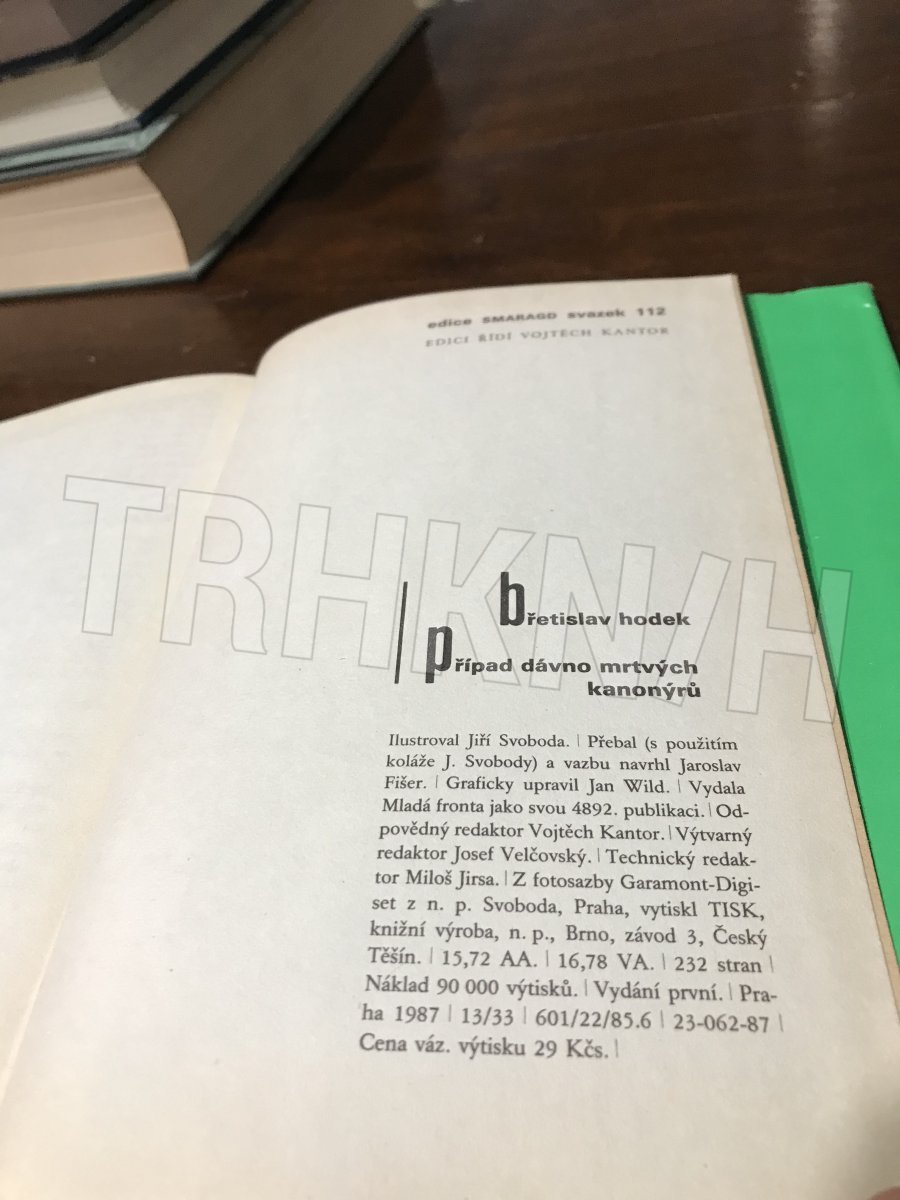 edice SMARAGD svazek 112
EDICI ŘÍDÍ VOJTĚCH KANTOR
TRHKNIH
břetislav hodek
případ dávno mrtvých
kanonýrů
Ilustroval Jiří Svoboda. | Přebal (s použitím
koláže J. Svobody) a vazbu navrhl Jaroslav
Fišer. | Graficky upravil Jan Wild. | Vydala
Mladá fronta jako svou 4892. publikaci. | Od-
povědný redaktor Vojtěch Kantor. | Výtvarný
redaktor Josef Velčovský. | Technický redak-
tor Miloš Jirsa. | Z fotosazby Garamont-Digi-
set z n. p. Svoboda, Praha, vytiskl TISK,
knižní výroba, n. p., Brno, závod 3, Český
Těšín. | 15,72 AA. | 16,78 VA. | 232 stran |
Náklad 90 000 výtisků. | Vydání první. | Pra-
ha 1987 | 13/33 | 601/22/85.6 | 23-062-87 |
Cena váz. výtisku 29 Kčs. |